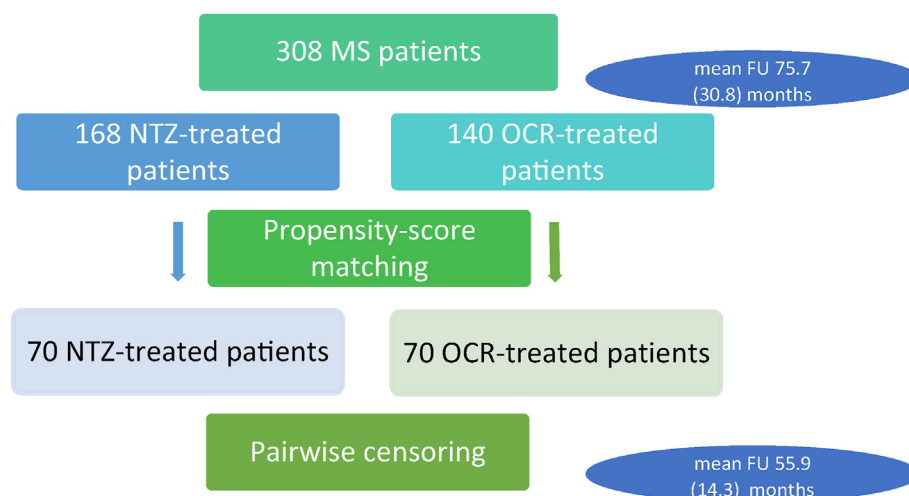 308 MS patients
mean FU 75.7
(30.8) months
168 NTZ-treated
patients
140 OCR-treated
patients
Propensity-score
matching
70 NTZ-treated patients
70 OCR-treated patients
Pairwise censoring
mean FU 55.9
(14.3) months